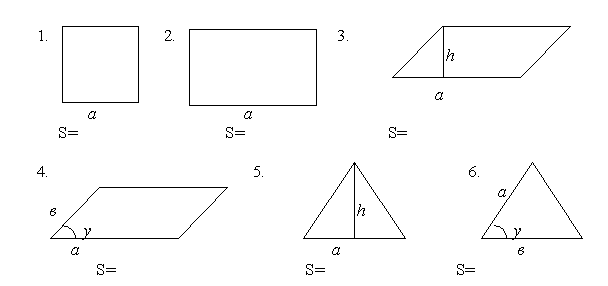 1. 2. 3.
h
a a a
S= S= S=
4. 5. 6.
a
в h
у у
a a в
S= S= S=